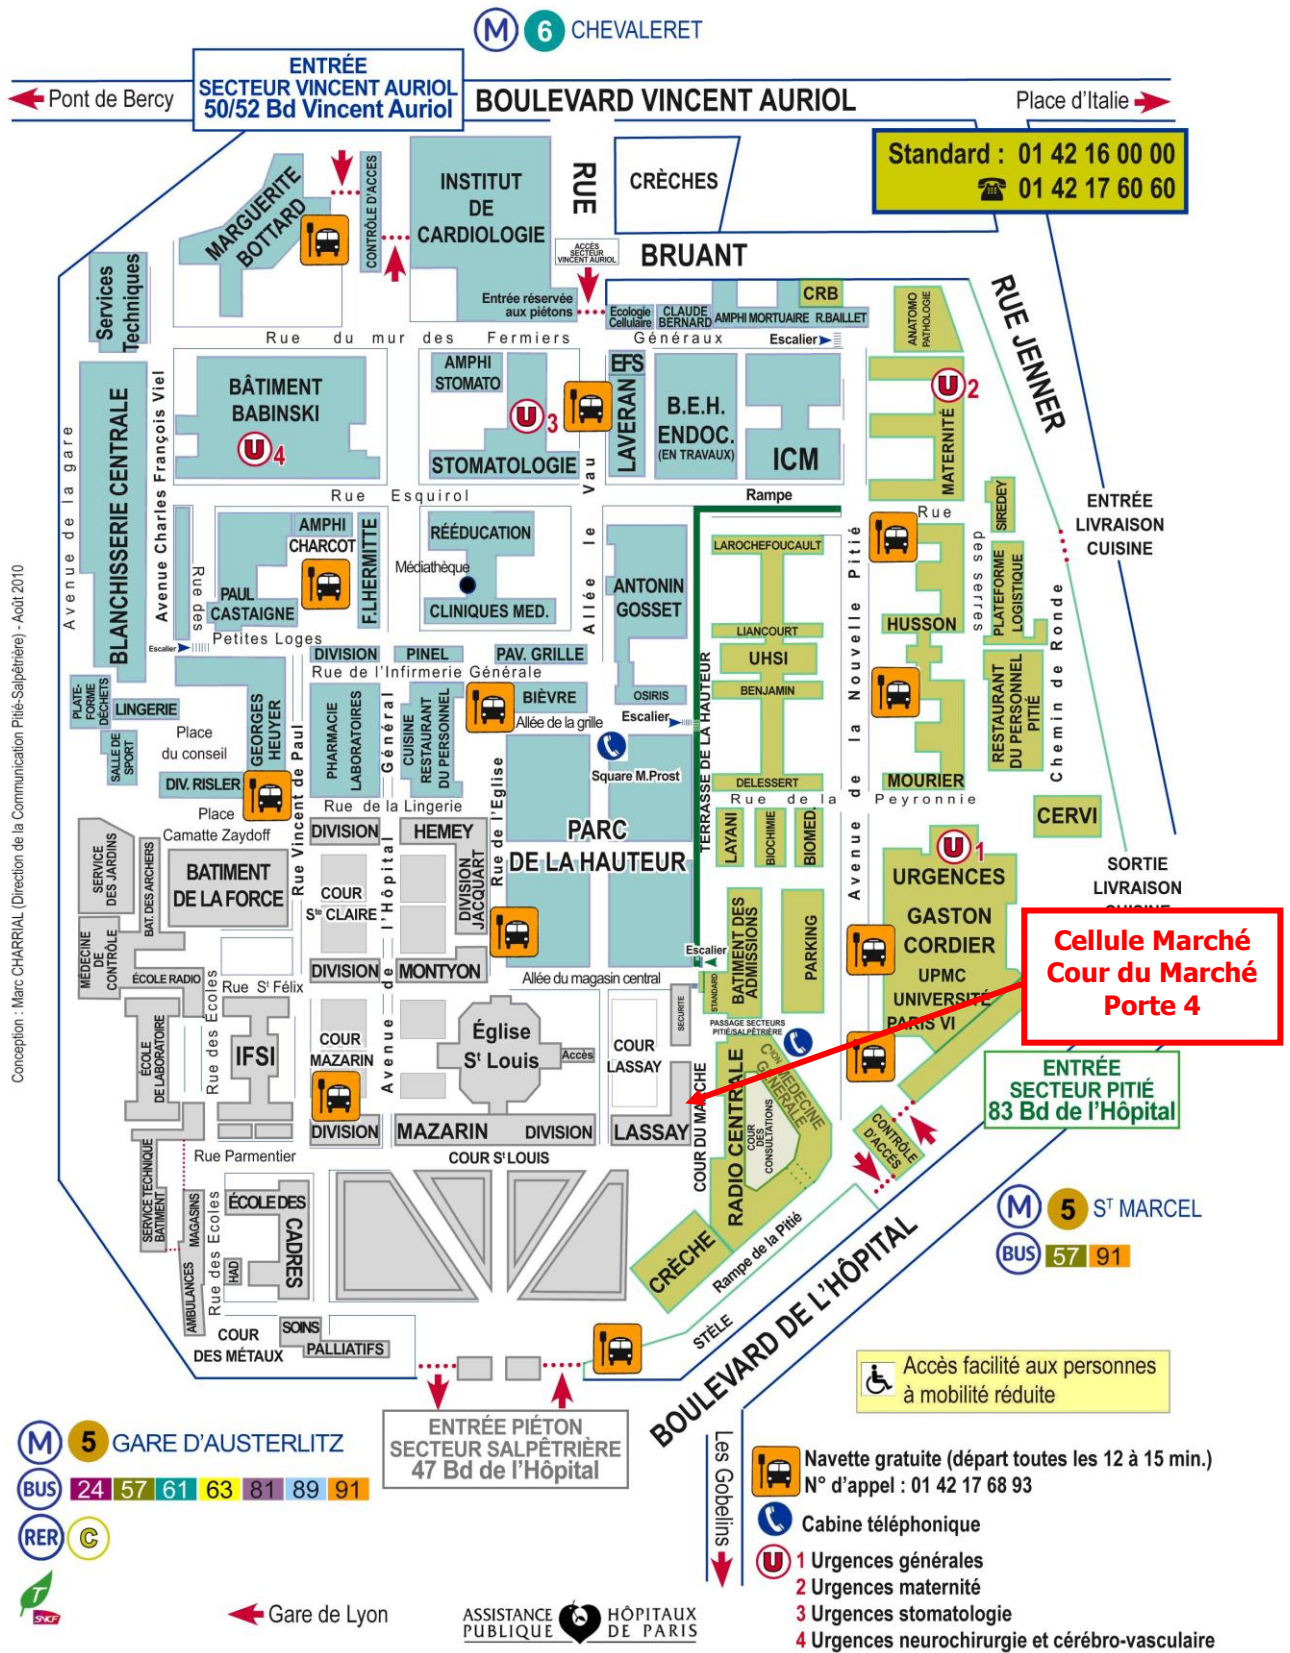 M 6 CHEVALERET
ENTRÉE
SECTEUR VINCENT AURIOL
50/52 Bd Vincent Auriol
Pont de Bercy
BOULEVARD VINCENT AURIOL
Place d'Italie
Standard : 01 42 16 00 00
01 42 17 60 60
MARGUERITE
BOTTARD
CONTRÔLE D'ACCES
INSTITUT
DE
CARDIOLOGIE
Entrée réservée
aux piétons
RUE
BRUANT
CRÈCHES
ACCÈS
SECTEUR
VINCENT AURIOL
CRB
Ecologie
Cellulaire
CLAUDE
BERNARD
AMPHI MORTUAIRE R.BAILLET
ANATOMO
PATHOLOGIE
RUE JENNER
Services
Techniques
Rue du mur des Fermiers Généraux
Escalier
BÂTIMENT
BABINSKI
U 4
AMPHI
STOMATO
U 3
STOMATOLOGIE
EFS
LAVERAN
B.E.H.
ENDOC.
(EN TRAVAUX)
ICM
U 2
MATERNITÉ
Avenue de la gare
BLANCHISSERIE CENTRALE
Avenue Charles François Viel
Rue Esquirol
Allée le Vau
Rampe
Rue des serres
SIREDEY
ENTRÉE
LIVRAISON
CUISINE
AMPHI
CHARCOT
PAUL
CASTAIGNE
F.LHERMITTE
RÉÉDUCATION
Médiathèque
CLINIQUES MED.
ANTONIN
GOSSET
OSIRIS
LAROCHEFOUCAULT
LIANCOURT
UHSI
BENJAMIN
DELESSERT
HUSSON
MOURIER
PLATEFORME
LOGISTIQUE
RESTAURANT
DU PERSONNEL
PITIÉ
Chemin de Ronde
Rue des
Petites Loges
Escalier
DIVISION
PINEL
PAV. GRILLE
Rue de l'Infirmerie Générale
PLATE-
FORME
DÉCHETS
LINGERIE
SALLE DE
SPORT
Place
du conseil
GEORGES
HEUYER
DIV. RISLER
Place
Camatte Zaydoff
Rue Vincent de Paul
PHARMACIE
LABORATOIRES
Avenue de l'Hôpital Général
CUISINE
RESTAURANT
DU PERSONNEL
BIÈVRE
Allée de la grille
Escalier
Square M.Prost
TERRASSE DE LA HAUTEUR
Avenue de la Nouvelle Pitié
Rue de la Lingerie
Rue de l'Eglise
PARC
DE LA HAUTEUR
Rue de la Peyronnie
LAYANI
BIOCHIMIE
BIOMED.
CERVI
SERVICE
DES JARDINS
BAT. DES ARCHERS
BATIMENT
DE LA FORCE
DIVISION
HEMEY
COUR
Ste CLAIRE
DIVISION
JACQUART
DIVISION
MONTYON
U 1
URGENCES
GASTON
CORDIER
UPMC
UNIVERSITÉ
PARIS VI
SORTIE
LIVRAISON
Cellule Marché
Cour du Marché
Porte 4
MÉDECINE
DE
CONTRÔLE
ÉCOLE RADIO
Rue St Félix
Rue des Ecoles
Allée du magasin central
Escalier
STANDARD
BATIMENT DES
ADMISSIONS
PARKING
PASSAGE SECTEURS
PITIÉ/SALPÊTRIÈRE
ÉCOLE
DE LABORATOIRE
IFSI
COUR
MAZARIN
Église
St Louis
Accès
COUR
LASSAY
SECURITE
DIVISION
MAZARIN
DIVISION
LASSAY
COUR DU MARCHE
RADIO CENTRALE
Cion MEDECINE
GÉNÉRALE
COUR
DES
CONSULTATIONS
CONTRÔLE
D'ACCÉS
ENTRÉE
SECTEUR PITIÉ
83 Bd de l'Hôpital
Rue Parmentier
COUR St LOUIS
SERVICE TECHNIQUE
BATIMENT
MAGASINS
AMBULANCES
Rue des Ecoles
ÉCOLE DES
CADRES
HAD
CRÈCHE
Rampe de la Pitié
STÈLE
BOULEVARD DE L'HÔPITAL
M 5 ST MARCEL
BUS 57 91
COUR
DES MÉTAUX
SOINS
PALLIATIFS
ENTRÉE PIÉTON
SECTEUR SALPÊTRIÈRE
47 Bd de l'Hôpital
Accès facilité aux personnes
à mobilité réduite
M 5 GARE D'AUSTERLITZ
BUS 24 57 61 63 81 89 91
RER C
T
SNCF
Gare de Lyon
ASSISTANCE
PUBLIQUE
HÔPITAUX
DE PARIS
Les Gobelins
Navette gratuite (départ toutes les 12 à 15 min.)
N° d'appel : 01 42 17 68 93
Cabine téléphonique
U 1 Urgences générales
2 Urgences maternité
3 Urgences stomatologie
4 Urgences neurochirurgie et cérébro-vasculaire
Conception : Marc CHARRIAL (Direction de la Communication Pitié-Salpétrière) - Août 2010